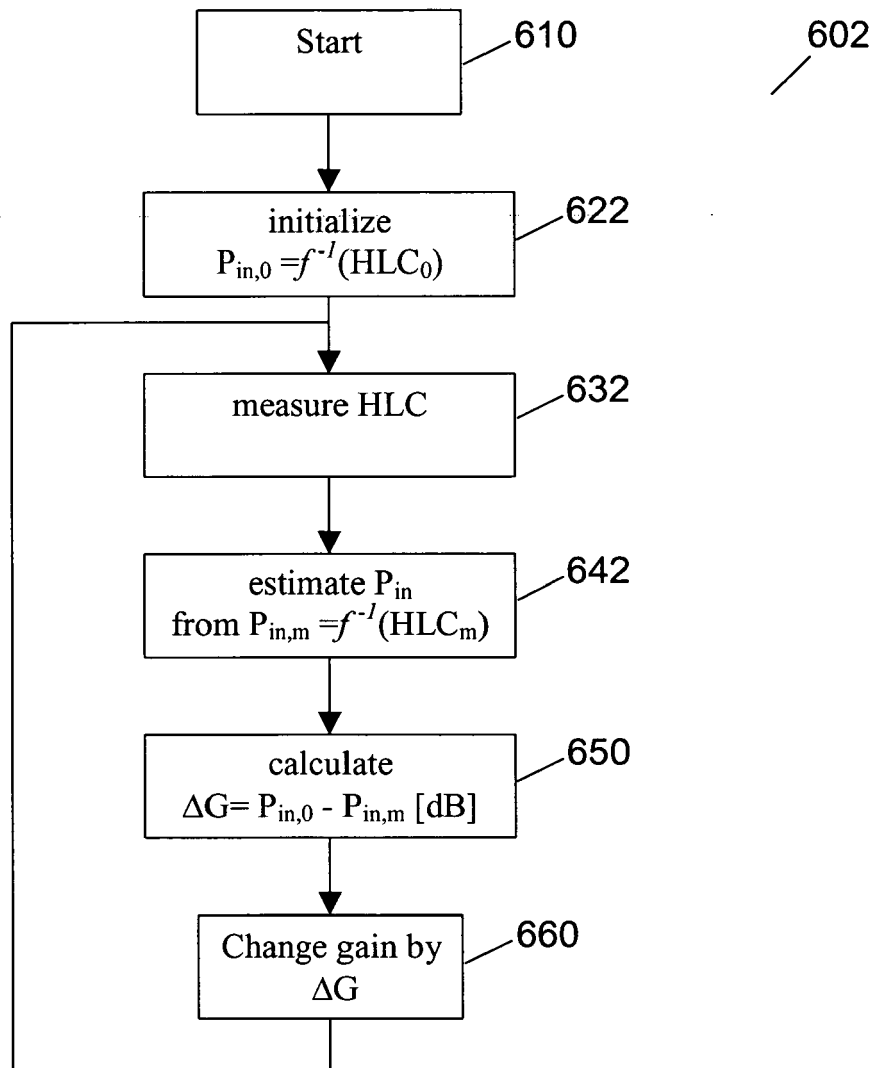 Start
610
602
initialize
P_in,0 =f^-1(HLC_0)
622
measure HLC
632
estimate P_in
from P_in,m =f^-1(HLC_m)
642
calculate
ΔG= P_in,0 - P_in,m [dB]
650
Change gain by
ΔG
660